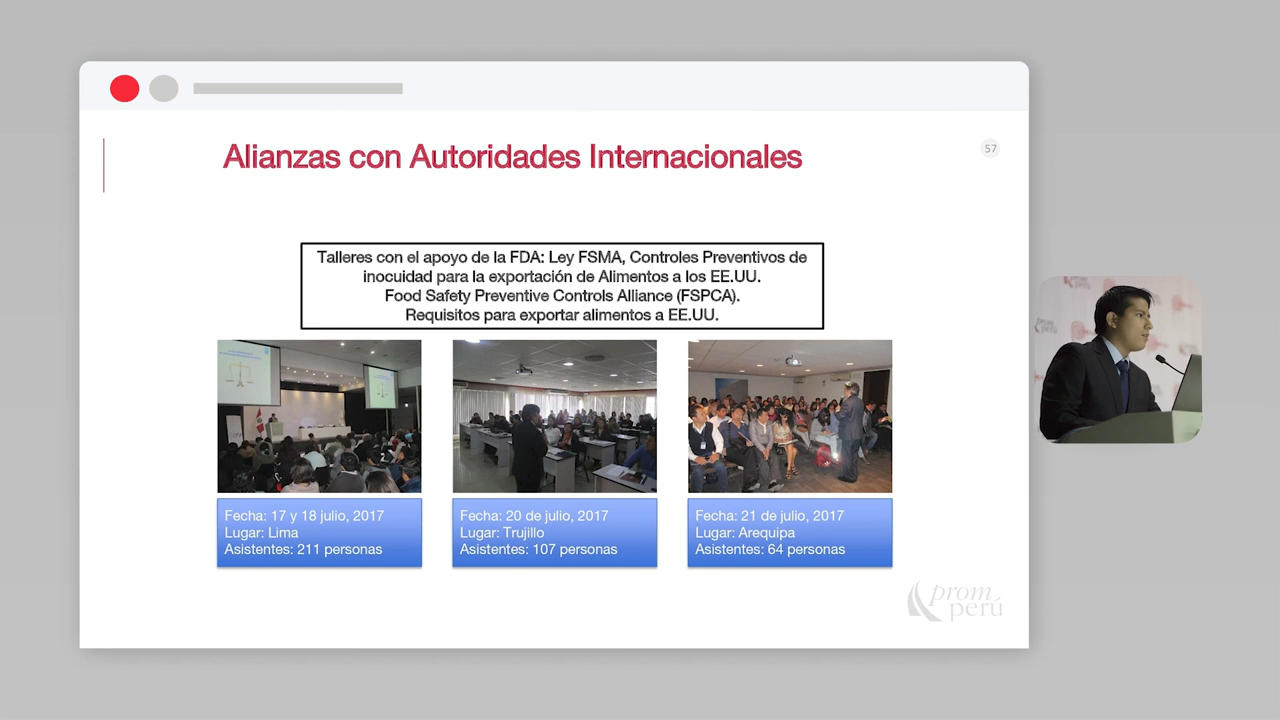 Alianzas con Autoridades Internacionales
57
Talleres con el apoyo de la FDA: Ley FSMA, Controles Preventivos de
inocuidad para la exportación de Alimentos a los EE.UU.
Food Safety Preventive Controls Alliance (FSPCA).
Requisitos para exportar alimentos a EE.UU.
Fecha: 17 y 18 julio, 2017
Lugar: Lima
Asistentes: 211 personas
Fecha: 20 de julio, 2017
Lugar: Trujillo
Asistentes: 107 personas
Fecha: 21 de julio, 2017
Lugar: Arequipa
Asistentes: 64 personas
prom
perú